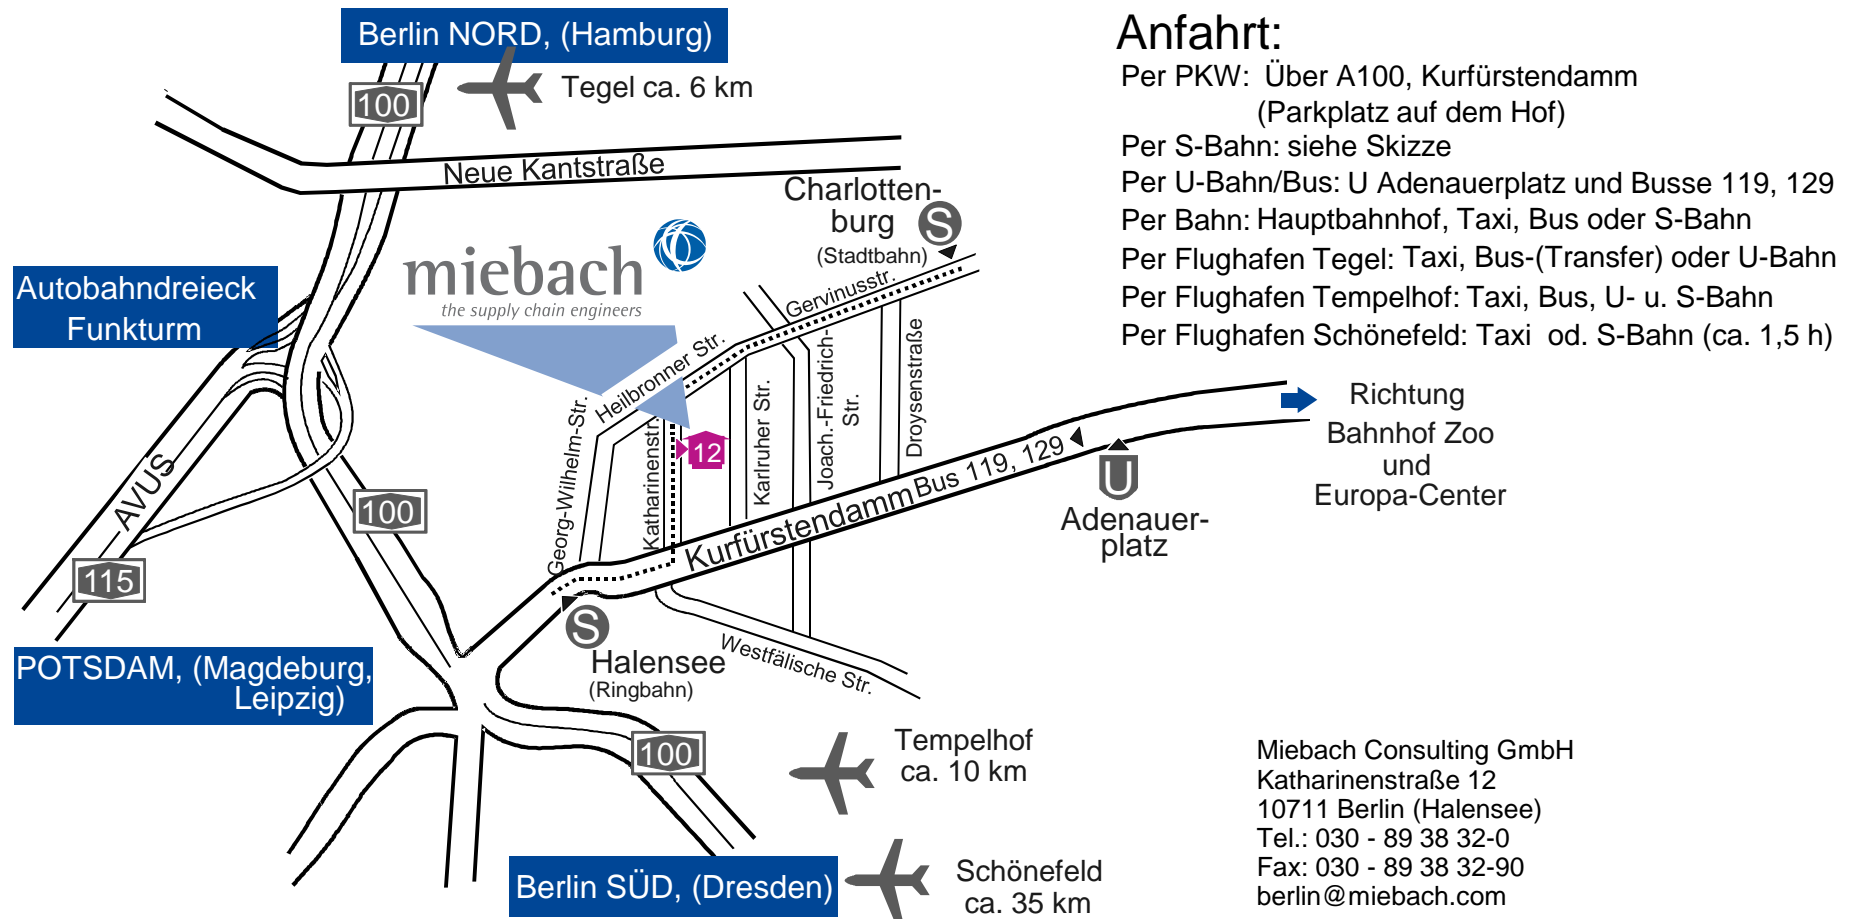 Berlin NORD, (Hamburg)
100
Tegel ca. 6 km
Neue Kantstraße
Charlotten-
burg
S
(Stadtbahn)
miebach
the supply chain engineers
Autobahndreieck
Funkturm
Gervinusstr.
Heilbronner Str.
Georg-Wilhelm-Str.
Katharinenstr.
12
Karlruher Str.
Joach.-Friedrich-
Str.
Droysenstraße
Kurfürstendamm
Bus 119, 129
U
Adenauer-
platz
Richtung
Bahnhof Zoo
und
Europa-Center
AVUS
100
115
S
Halensee
(Ringbahn)
Westfälische Str.
POTSDAM, (Magdeburg,
Leipzig)
100
Tempelhof
ca. 10 km
Berlin SÜD, (Dresden)
Schönefeld
ca. 35 km
Anfahrt:
Per PKW: Über A100, Kurfürstendamm
(Parkplatz auf dem Hof)
Per S-Bahn: siehe Skizze
Per U-Bahn/Bus: U Adenauerplatz und Busse 119, 129
Per Bahn: Hauptbahnhof, Taxi, Bus oder S-Bahn
Per Flughafen Tegel: Taxi, Bus-(Transfer) oder U-Bahn
Per Flughafen Tempelhof: Taxi, Bus, U- u. S-Bahn
Per Flughafen Schönefeld: Taxi od. S-Bahn (ca. 1,5 h)
Miebach Consulting GmbH
Katharinenstraße 12
10711 Berlin (Halensee)
Tel.: 030 - 89 38 32-0
Fax: 030 - 89 38 32-90
berlin@miebach.com